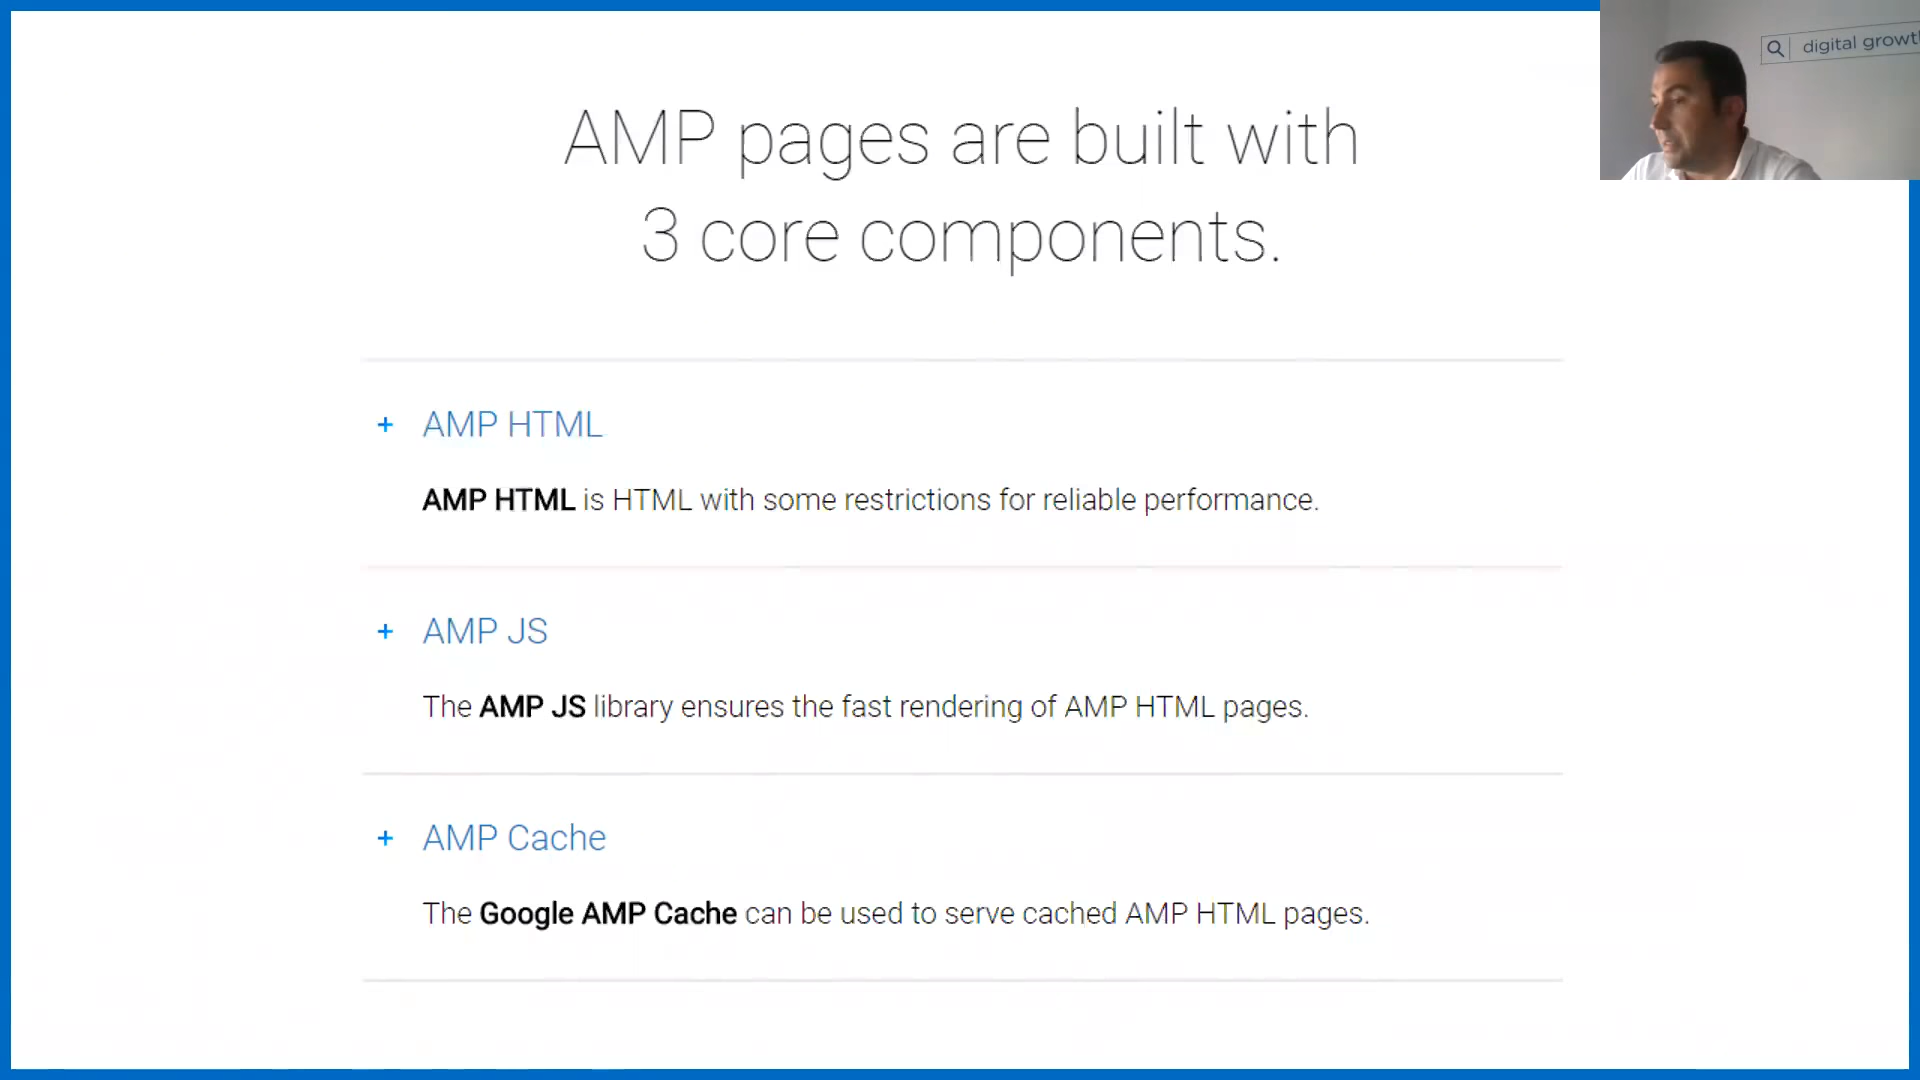 digital growth
AMP pages are built with
3 core components.
+ AMP HTML
AMP HTML is HTML with some restrictions for reliable performance.
+ AMP JS
The AMP JS library ensures the fast rendering of AMP HTML pages.
+ AMP Cache
The Google AMP Cache can be used to serve cached AMP HTML pages.